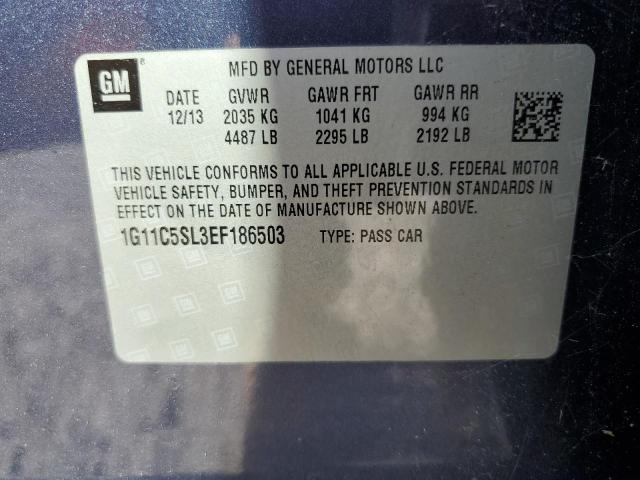 GM ® MFD BY GENERAL MOTORS LLC
DATE GVWR GAWR FRT GAWR RR
12/13 2035 KG 1041 KG 994 KG
4487 LB 2295 LB 2192 LB
THIS VEHICLE CONFORMS TO ALL APPLICABLE U.S. FEDERAL MOTOR
VEHICLE SAFETY, BUMPER, AND THEFT PREVENTION STANDARDS IN
EFFECT ON THE DATE OF MANUFACTURE SHOWN ABOVE.
1G11C5SL3EF186503 TYPE: PASS CAR